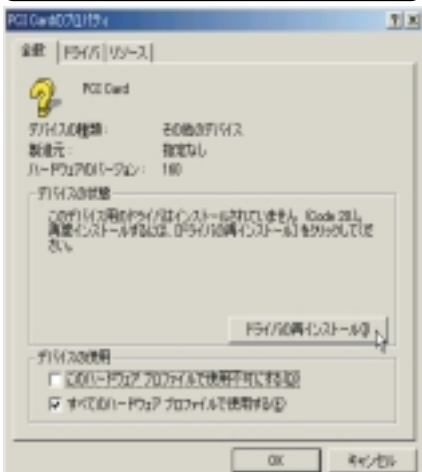 PCI Cardのプロパティ
全般 ドライバ リソース
PCI Card
デバイスの種類: その他のデバイス
製造元: 指定なし
ハードウェアのバージョン: 160
デバイスの状態
このデバイス用のドライバはインストールされていません (Code 28)。
再度インストールするには、[ドライバの再インストール] をクリックしてくだ
さい。
ドライバの再インストール(I)
デバイスの使用
このハードウェア プロファイルで使用不可にする(D)
すべてのハードウェア プロファイルで使用する(E)
OK キャンセル